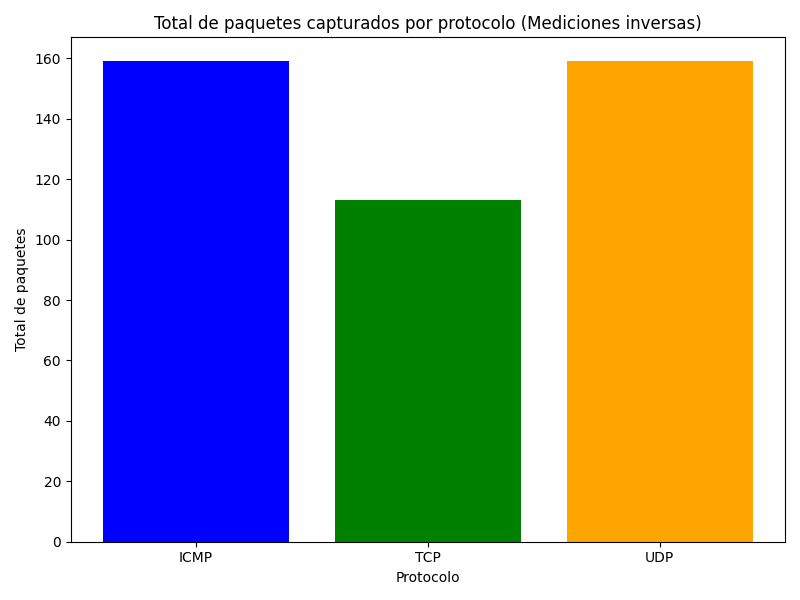 Total de paquetes capturados por protocolo (Mediciones inversas)
Total de paquetes
160
140
120
100
80
60
40
20
0
ICMP TCP UDP
Protocolo